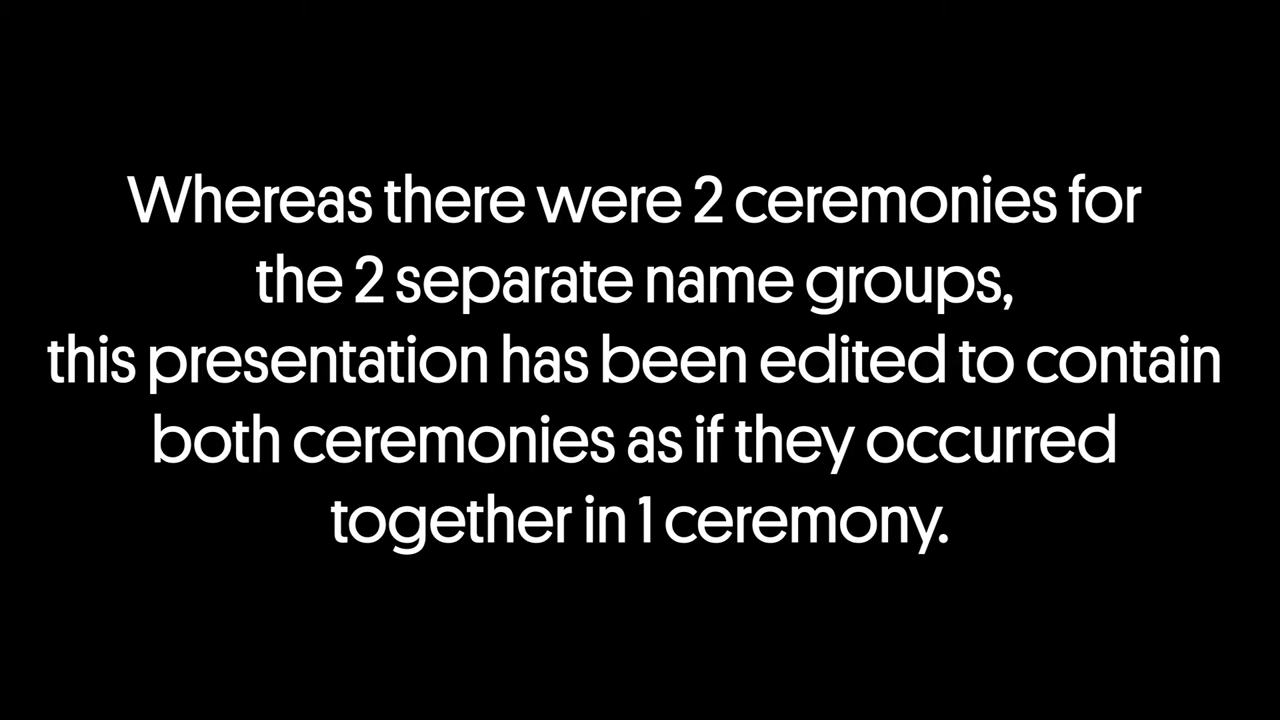 Whereas there were 2 ceremonies for
the 2 separate name groups,
this presentation has been edited to contain
both ceremonies as if they occurred
together in 1 ceremony.